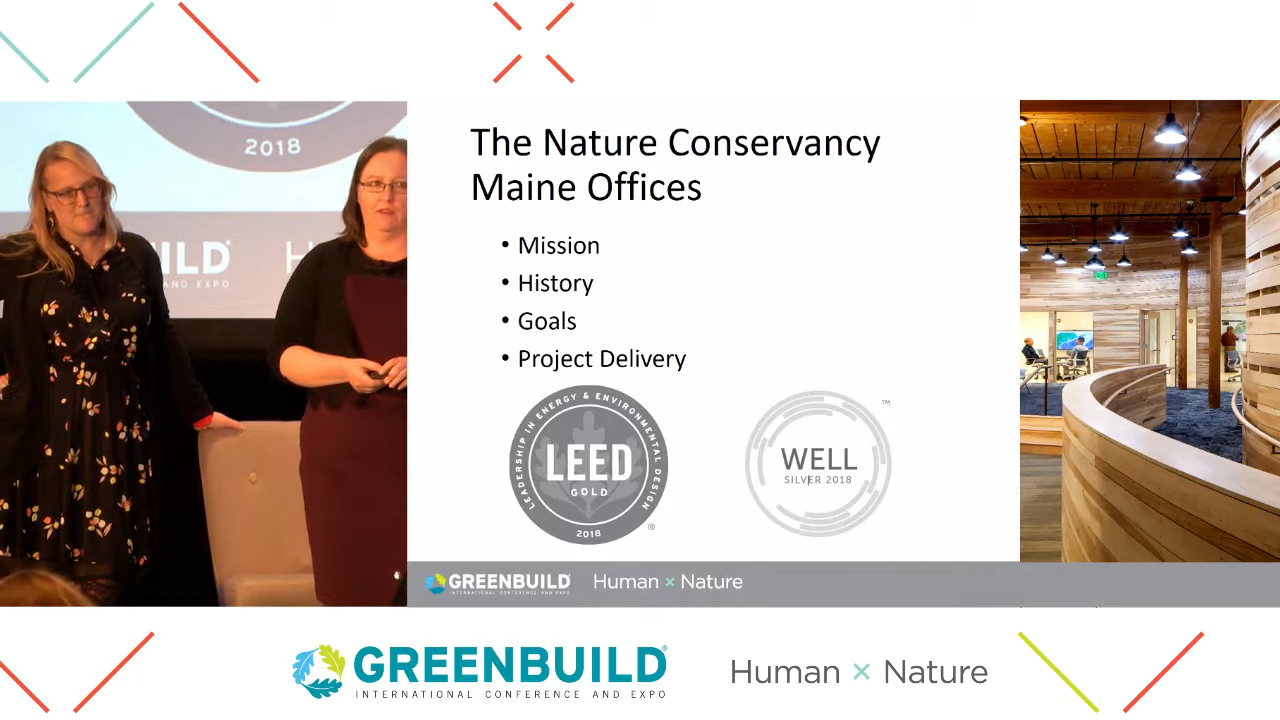 2018
ILD
H
AND EXPO
The Nature Conservancy
Maine Offices
• Mission
• History
• Goals
• Project Delivery
LEADERSHIP IN ENERGY & ENVIRONMENTAL DESIGN
LEED
GOLD
2018
®
WELL
SILVER 2018
™
GREENBUILD
INTERNATIONAL CONFERENCE AND EXPO
Human × Nature
GREENBUILD®
INTERNATIONAL CONFERENCE AND EXPO
Human × Nature